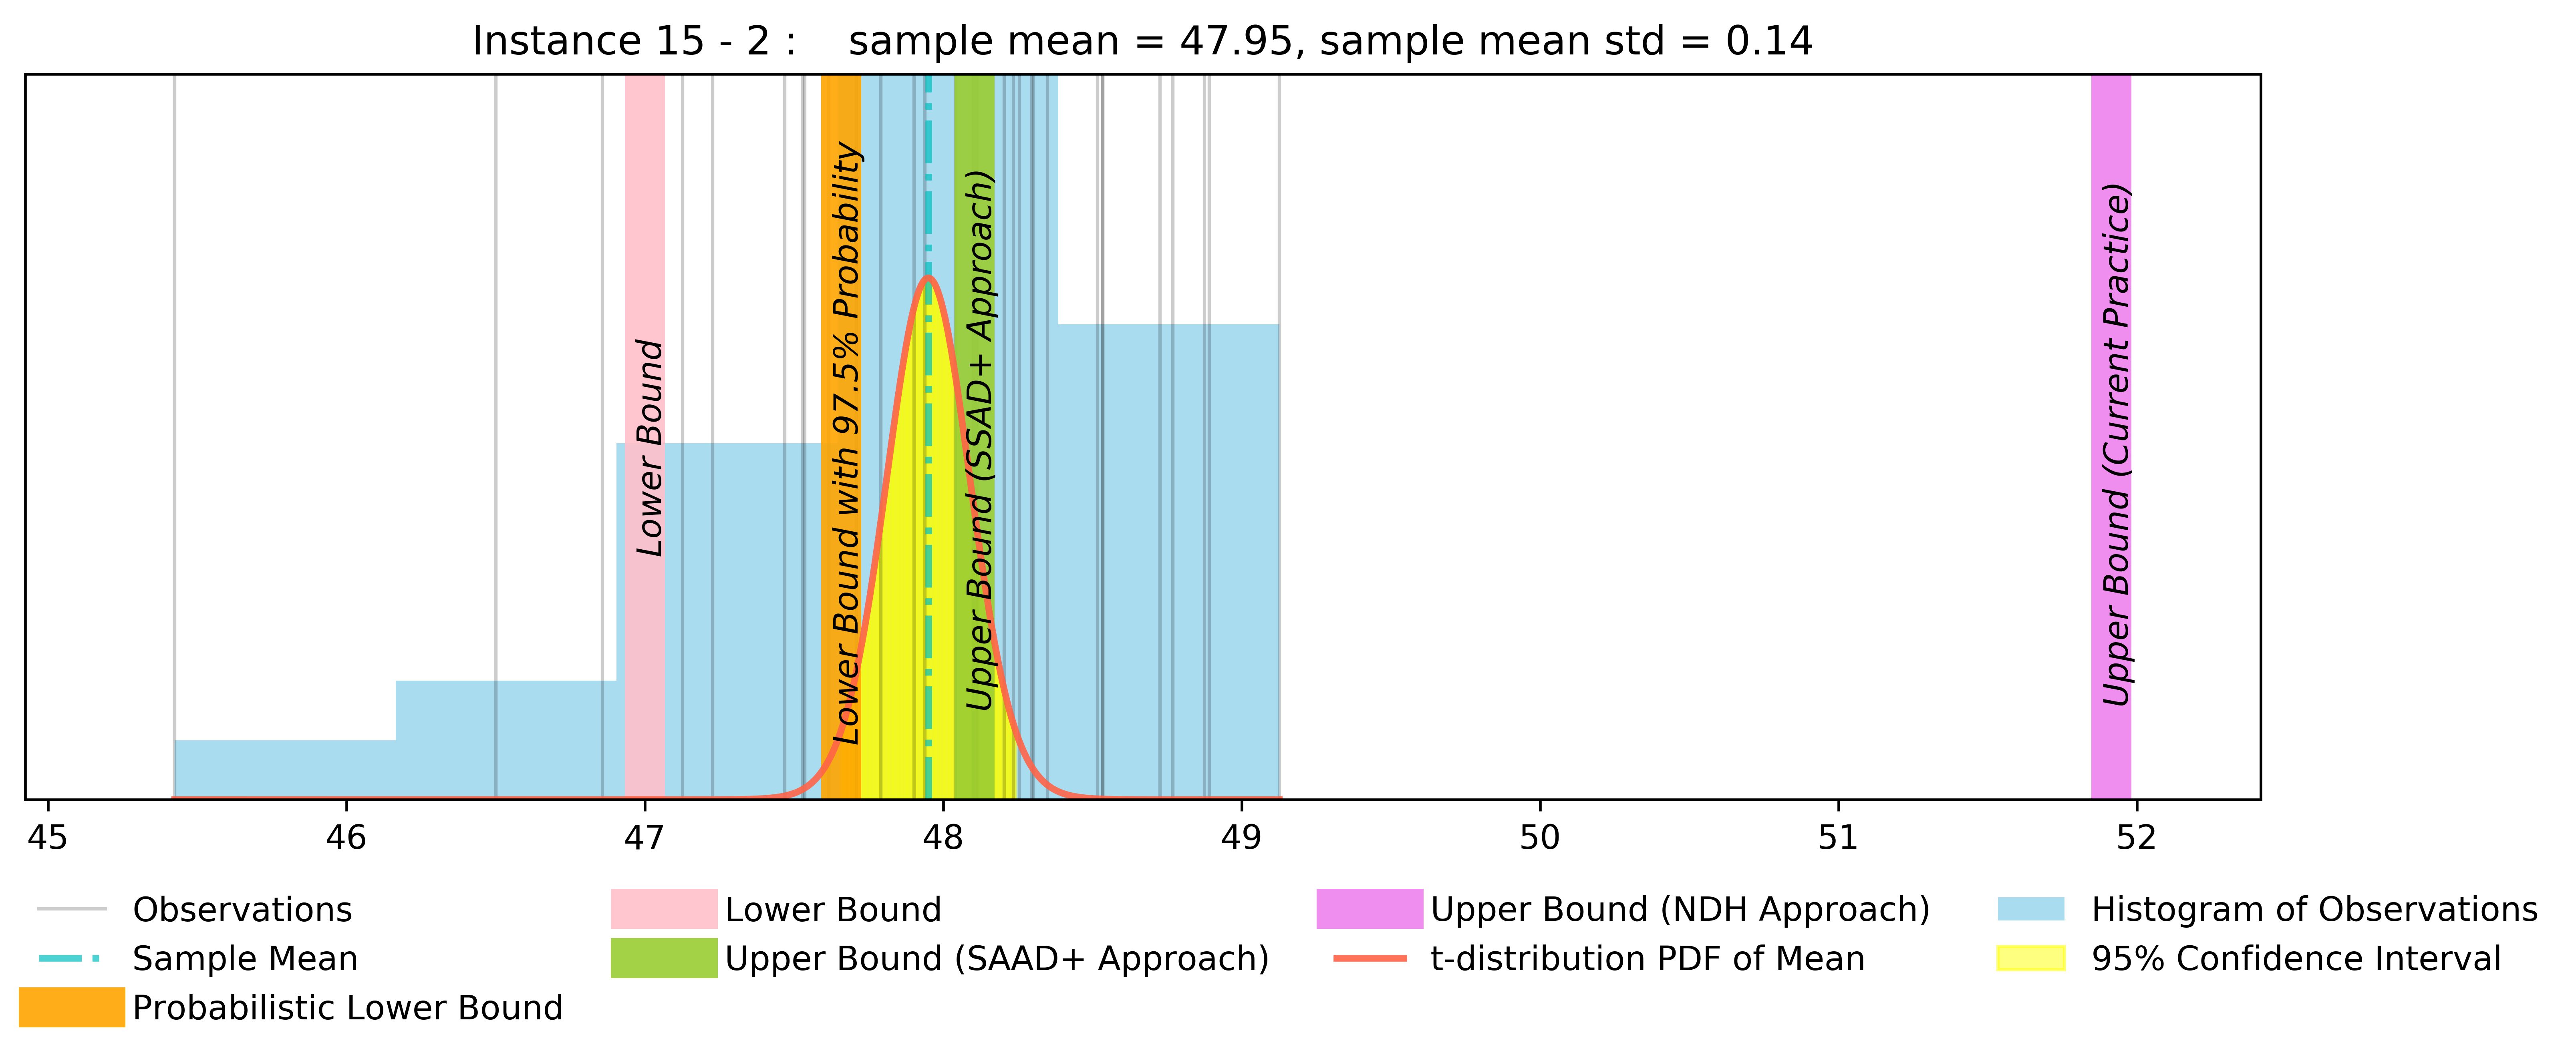 Instance 15 - 2 :    sample mean = 47.95, sample mean std = 0.14
Lower Bound
Lower Bound with 97.5% Probability
Upper Bound (SSAD+ Approach)
Upper Bound (Current Practice)
45 46 47 48 49 50 51 52
Observations
Sample Mean
Probabilistic Lower Bound
Lower Bound
Upper Bound (SAAD+ Approach)
Upper Bound (NDH Approach)
t-distribution PDF of Mean
Histogram of Observations
95% Confidence Interval